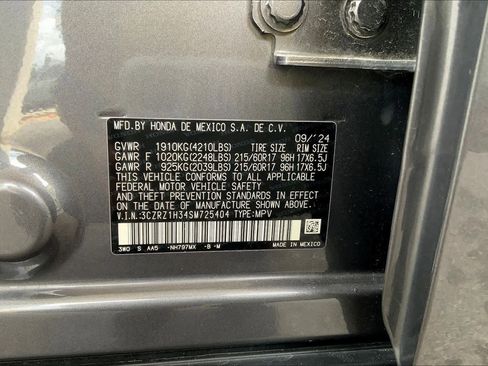 MFD.BY HONDA DE MEXICO S.A. DE C.V.
09/'24
GVWR 1910KG(4210LBS) TIRE SIZE RIM SIZE
GAWR F 1020KG(2248LBS) 215/60R17 96H 17X6.5J
GAWR R 925KG(2039LBS) 215/60R17 96H 17X6.5J
THIS VEHICLE CONFORMS TO ALL APPLICABLE
FEDERAL MOTOR VEHICLE SAFETY, BUMPER,
AND THEFT PREVENTION STANDARDS IN EFFECT
ON THE DATE OF MANUFACTURE SHOWN ABOVE.
V.I.N.:3CZRZ1H34SM725404 TYPE:MPV
3W0 S AA5 -NH797MX -B -M MADE IN MEXICO